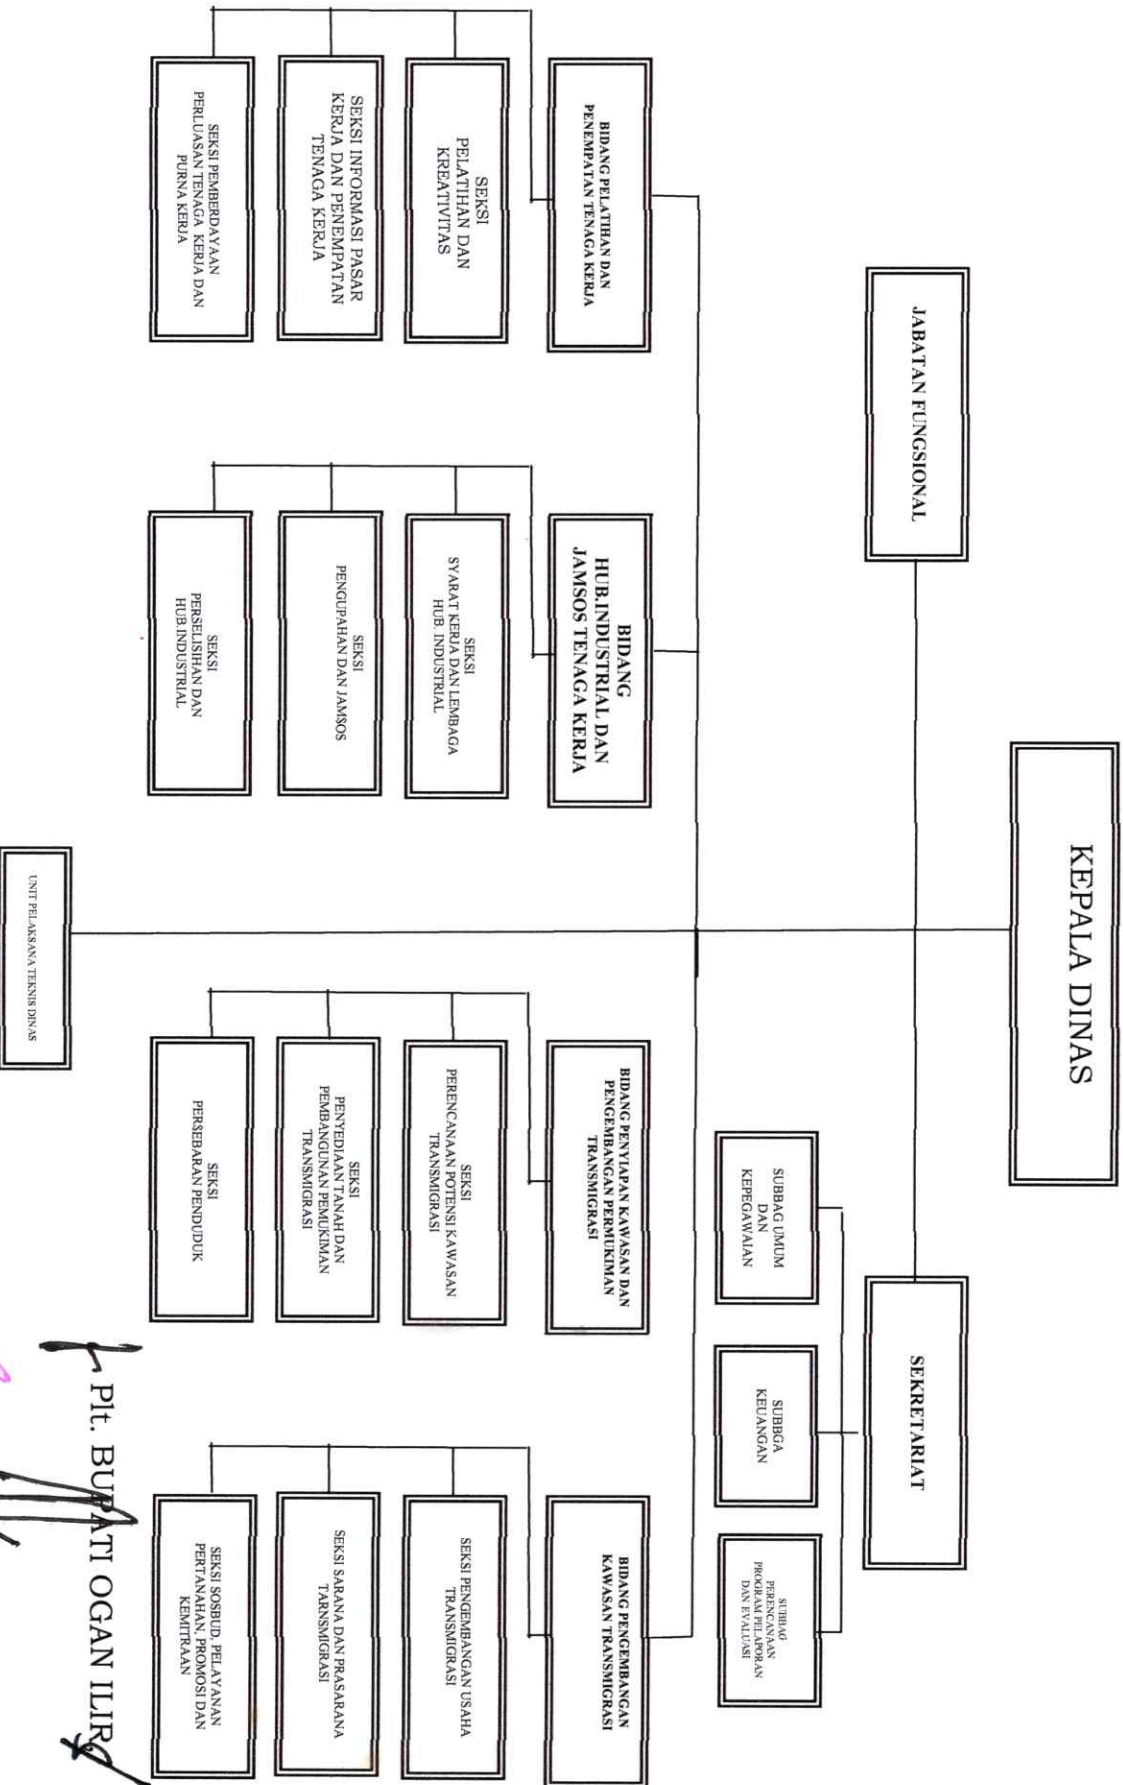 KEPALA DINAS
JABATAN FUNGSIONAL
SEKRETARIAT
SUBBAG UMUM
DAN
KEPEGAWAIAN
SUBBGA
KEUANGAN
SUBBAG
PERENCANAAN
PROGRAM PELAPORAN
DAN EVALUASI
BIDANG PELATIHAN DAN
PENEMPATAN TENAGA KERJA
SEKSI
PELATIHAN DAN
KREATIVITAS
SEKSI INFORMASI PASAR
KERJA DAN PENEMPATAN
TENAGA KERJA
SEKSI PEMBERDAYAAN
PERLUASAN TENAGA KERJA DAN
PURNA KERJA
BIDANG
HUB.INDUSTRIAL DAN
JAMSOS TENAGA KERJA
SEKSI
SYARAT KERJA DAN LEMBAGA
HUB. INDUSTRIAL
SEKSI
PENGUPAHAN DAN JAMSOS
SEKSI
PERSELISIHAN DAN
HUB.INDUSTRIAL
BIDANG PENYIAPAN KAWASAN DAN
PENGEMBANGAN PERMUKIMAN
TRANSMIGRASI
SEKSI
PERENCANAAN POTENSI KAWASAN
TRANSMIGRASI
SEKSI
PENYEDIAAN TANAH DAN
PEMBANGUNAN PEMUKIMAN
TRANSMIGRASI
SEKSI
PERSEBARAN PENDUDUK
BIDANG PENGEMBANGAN
KAWASAN TRANSMIGRASI
SEKSI PENGEMBANGAN USAHA
TRANSMIGRASI
SEKSI SARANA DAN PRASARANA
TARNSMIGRASI
SEKSI SOSBUD, PELAYANAN
PERTANAHAN, PROMOSI DAN
KEMITRAAN
UNIT PELAKSANA TEKNIS DINAS
Plt. BUPATI OGAN ILIR